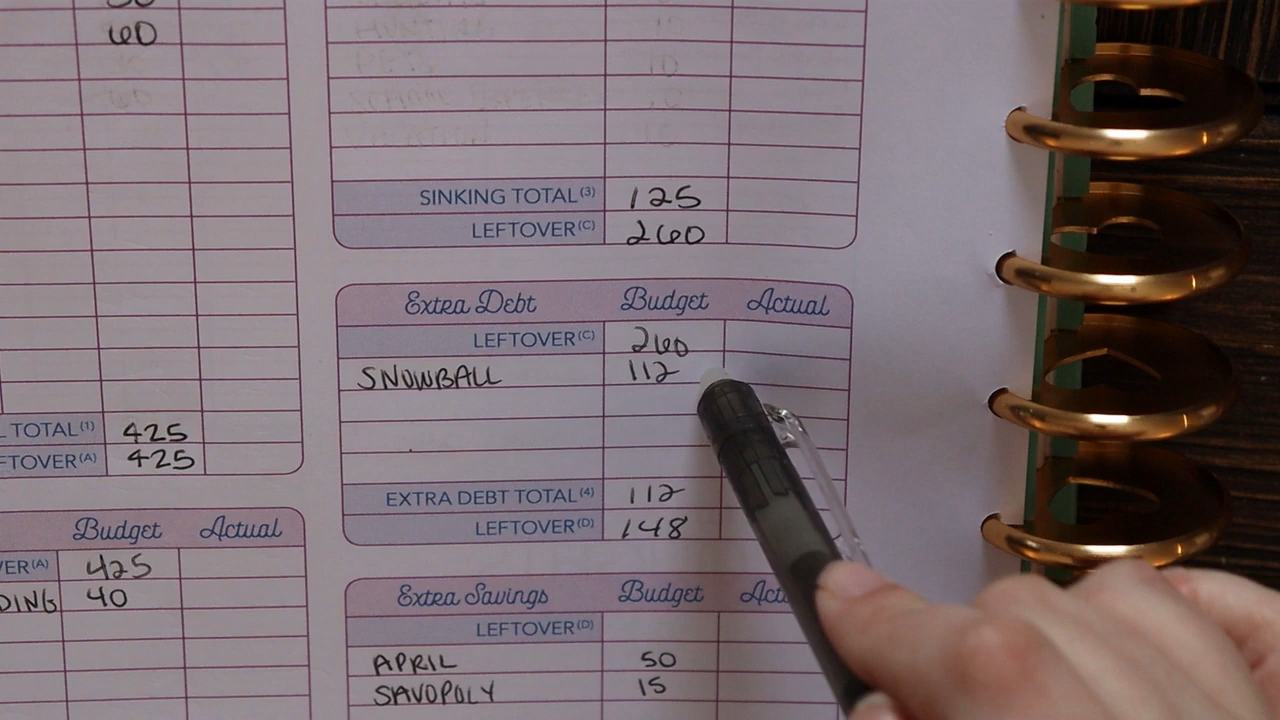 60
L TOTAL(1) 425
FTOVER(A) 425
Budget Actual
VER(A) 425
DING 40
SINKING TOTAL(3) 125
LEFTOVER(C) 260
Extra Debt Budget Actual
LEFTOVER(C) 260
SNOWBALL 112
EXTRA DEBT TOTAL(4) 112
LEFTOVER(D) 148
Extra Savings Budget Actu
LEFTOVER(D)
APRIL 50
SAVOPOLY 15